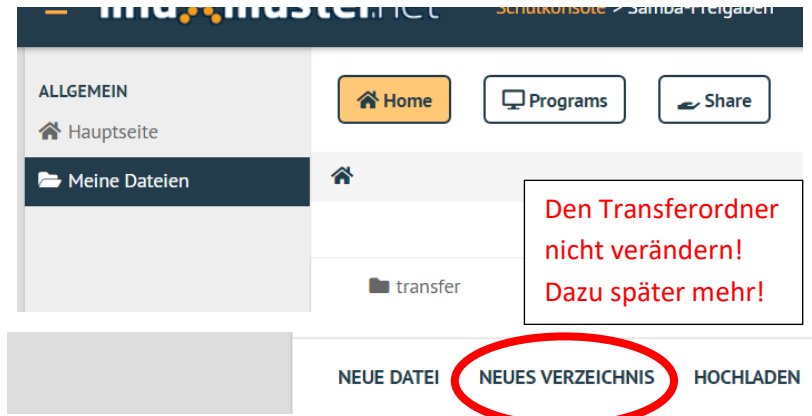 Schulkonsole > Samba-Freigaben
ALLGEMEIN
Hauptseite
Meine Dateien
Home
Programs
Share
transfer
Den Transferordner
nicht verändern!
Dazu später mehr!
NEUE DATEI
NEUES VERZEICHNIS
HOCHLADEN